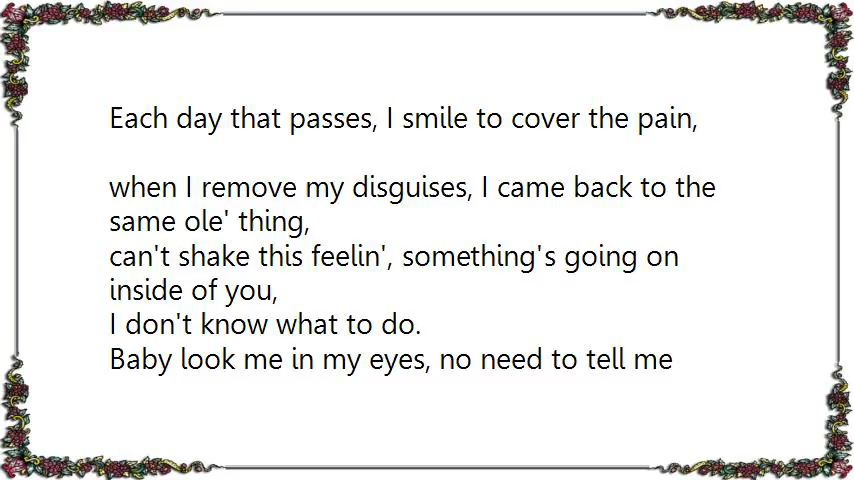 Each day that passes, I smile to cover the pain,
when I remove my disguises, I came back to the
same ole' thing,
can't shake this feelin', something's going on
inside of you,
I don't know what to do.
Baby look me in my eyes, no need to tell me